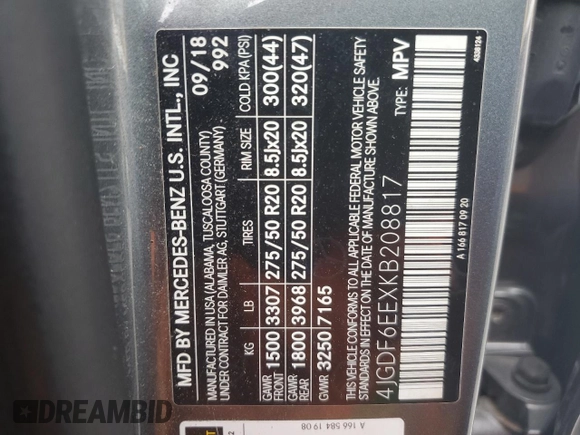 MFD BY MERCEDES-BENZ U.S. INTL., INC
MANUFACTURED IN USA (ALABAMA, TUSCALOOSA COUNTY)
UNDER CONTRACT FOR DAIMLER AG, STUTTGART (GERMANY)
09/18
992
KG LB TIRES RIM SIZE COLD KPA (PSI)
GAWR FRONT 1500 3307 275/50 R20 8.5Jx20 300(44)
GAWR- REAR 1800 3968 275/50 R20 8.5Jx20 320(47)
GVWR 3250 7165
THIS VEHICLE CONFORMS TO ALL APPLICABLE FEDERAL MOTOR VEHICLE SAFETY
STANDARDS IN EFFECT ON THE DATE OF MANUFACTURE SHOWN ABOVE.
4JGDF6EEXKB208817
TYPE: MPV
A 166 817 09 20
4338124
A 166 584 19 08
DREAMBID